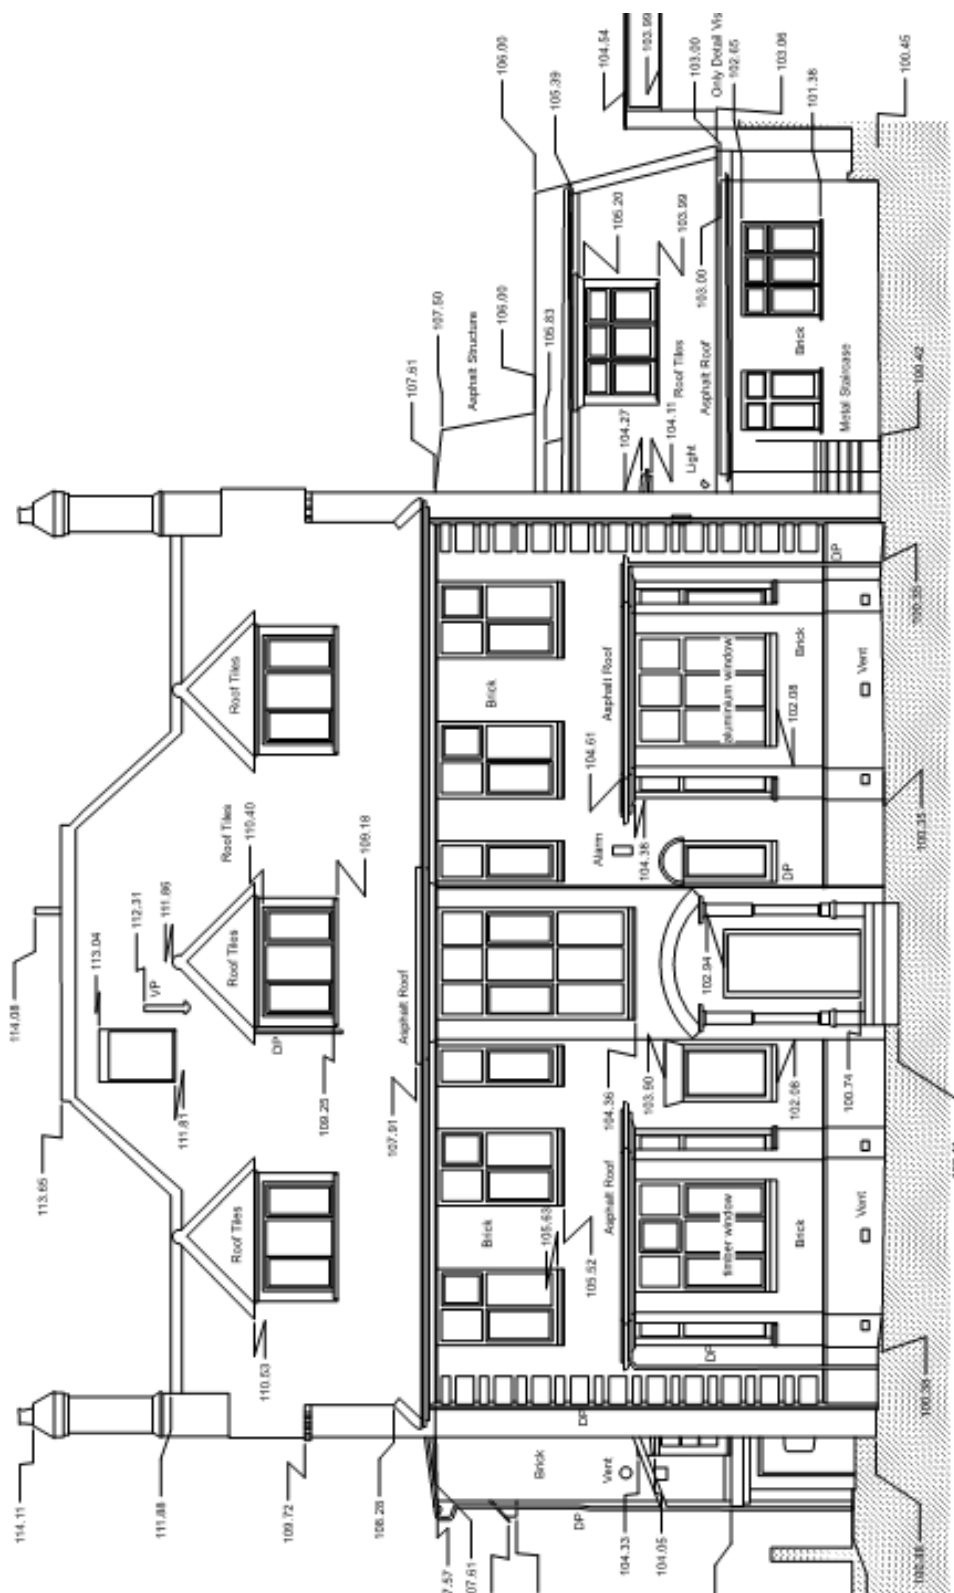 106.00
104.54
103.99
103.00
Only Detail Vis
102.65
103.06
101.38
100.45
105.39
105.20
103.99
107.50
107.61
Asphalt Structure
106.00
105.83
103.00
Roof Tiles
Asphalt Roof
Brick
Metal Staircase
100.42
104.27
104.11
Light
DP
100.35
Roof Tiles
Brick
Asphalt Roof
aluminium window
Brick
Vent
104.61
102.08
Roof Tiles
110.40
109.18
Alarm
104.38
DP
100.35
114.08
113.04
112.31
111.86
VP
Roof Tiles
Asphalt Roof
102.94
DP
109.25
107.91
104.36
103.90
102.08
100.74
113.65
111.81
Roof Tiles
Brick
Asphalt Roof
timber window
Brick
Vent
105.63
105.52
110.53
DP
DP
114.11
111.88
109.72
108.28
Brick
Vent
DP
104.33
104.05
7.57
07.61